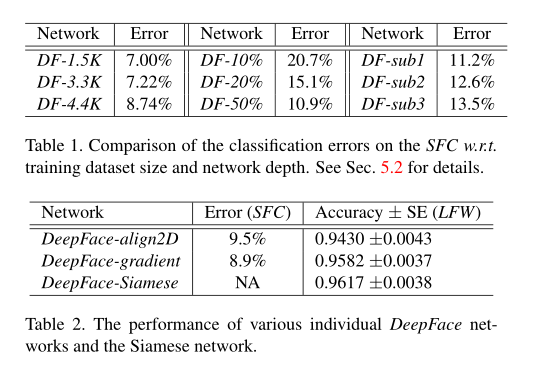 Network Error Network Error Network Error
DF-1.5K 7.00% DF-10% 20.7% DF-sub1 11.2%
DF-3.3K 7.22% DF-20% 15.1% DF-sub2 12.6%
DF-4.4K 8.74% DF-50% 10.9% DF-sub3 13.5%
Table 1. Comparison of the classification errors on the SFC w.r.t.
training dataset size and network depth. See Sec. 5.2 for details.
Network Error (SFC) Accuracy ± SE (LFW)
DeepFace-align2D 9.5% 0.9430 ±0.0043
DeepFace-gradient 8.9% 0.9582 ±0.0037
DeepFace-Siamese NA 0.9617 ±0.0038
Table 2. The performance of various individual DeepFace net-
works and the Siamese network.